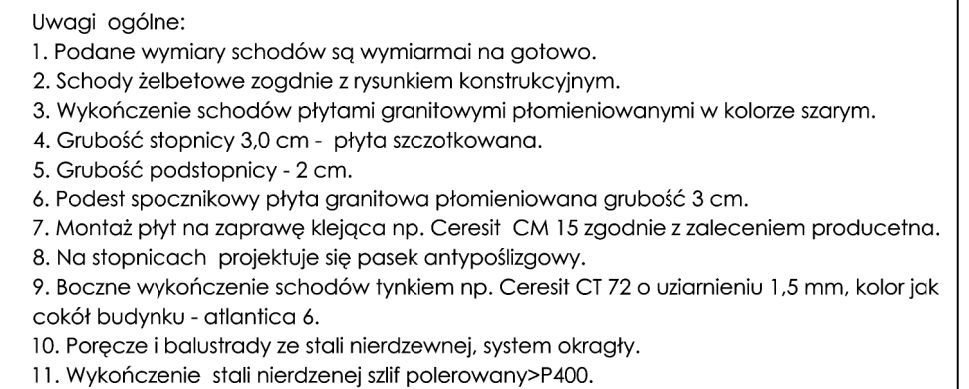 Uwagi ogólne:
1. Podane wymiary schodów są wymiarmai na gotowo.
2. Schody żelbetowe zogdnie z rysunkiem konstrukcyjnym.
3. Wykończenie schodów płytami granitowymi płomieniowanymi w kolorze szarym.
4. Grubość stopnicy 3,0 cm - płyta szczotkowana.
5. Grubość podstopnicy - 2 cm.
6. Podest spocznikowy płyta granitowa płomieniowana grubość 3 cm.
7. Montaż płyt na zaprawę klejąca np. Ceresit CM 15 zgodnie z zaleceniem producetna.
8. Na stopnicach projektuje się pasek antypoślizgowy.
9. Boczne wykończenie schodów tynkiem np. Ceresit CT 72 o uziarnieniu 1,5 mm, kolor jak
cokół budynku - atlantica 6.
10. Poręcze i balustrady ze stali nierdzewnej, system okragły.
11. Wykończenie stali nierdzenej szlif polerowany>P400.